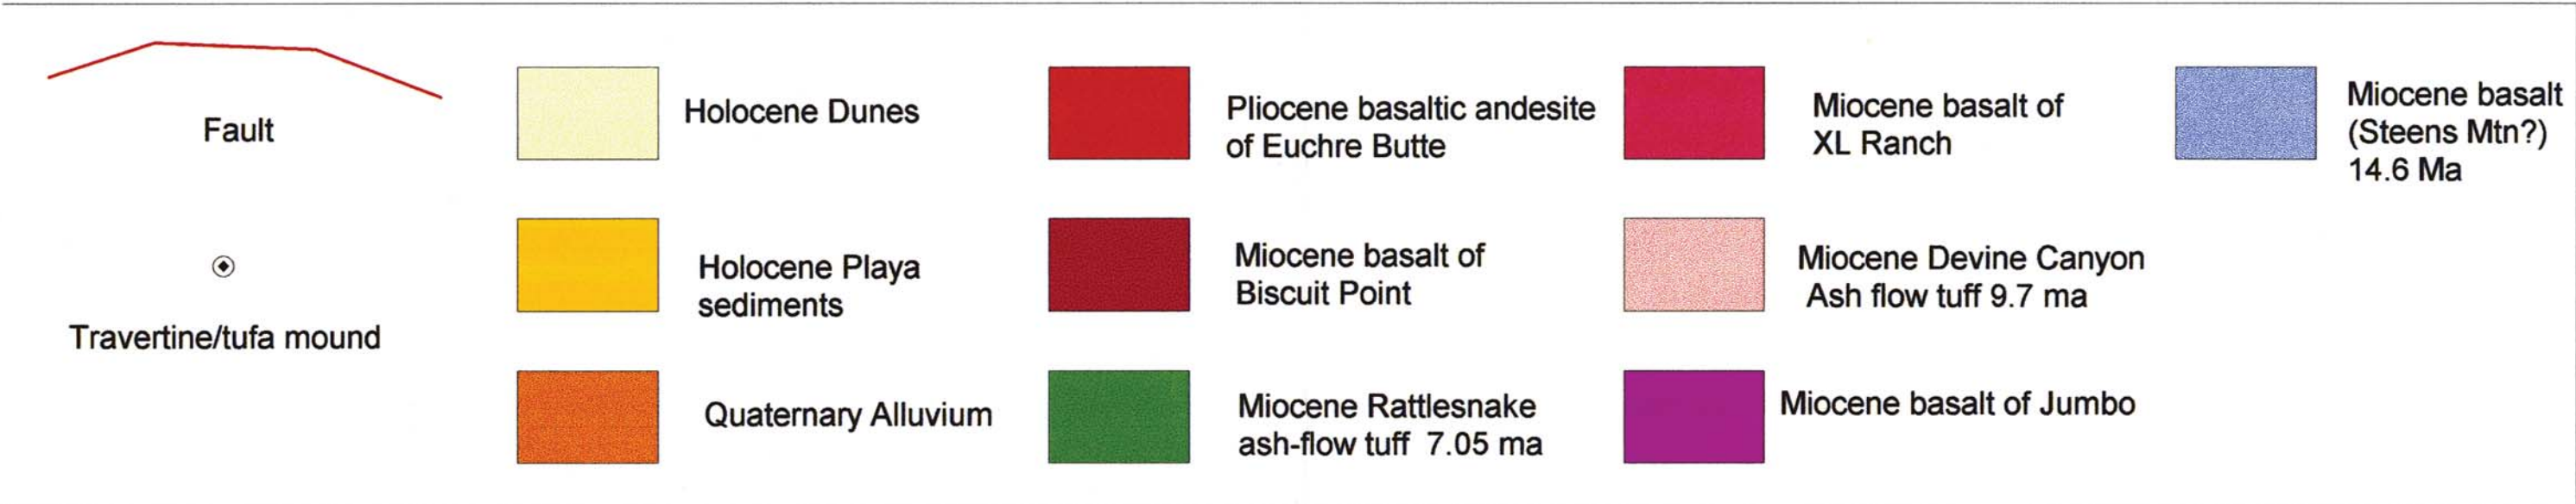 Fault
Travertine/tufa mound
Holocene Dunes
Holocene Playa
sediments
Quaternary Alluvium
Pliocene basaltic andesite
of Euchre Butte
Miocene basalt of
Biscuit Point
Miocene Rattlesnake
ash-flow tuff 7.05 ma
Miocene basalt of
XL Ranch
Miocene Devine Canyon
Ash flow tuff 9.7 ma
Miocene basalt of Jumbo
Miocene basalt
(Steens Mtn?)
14.6 Ma